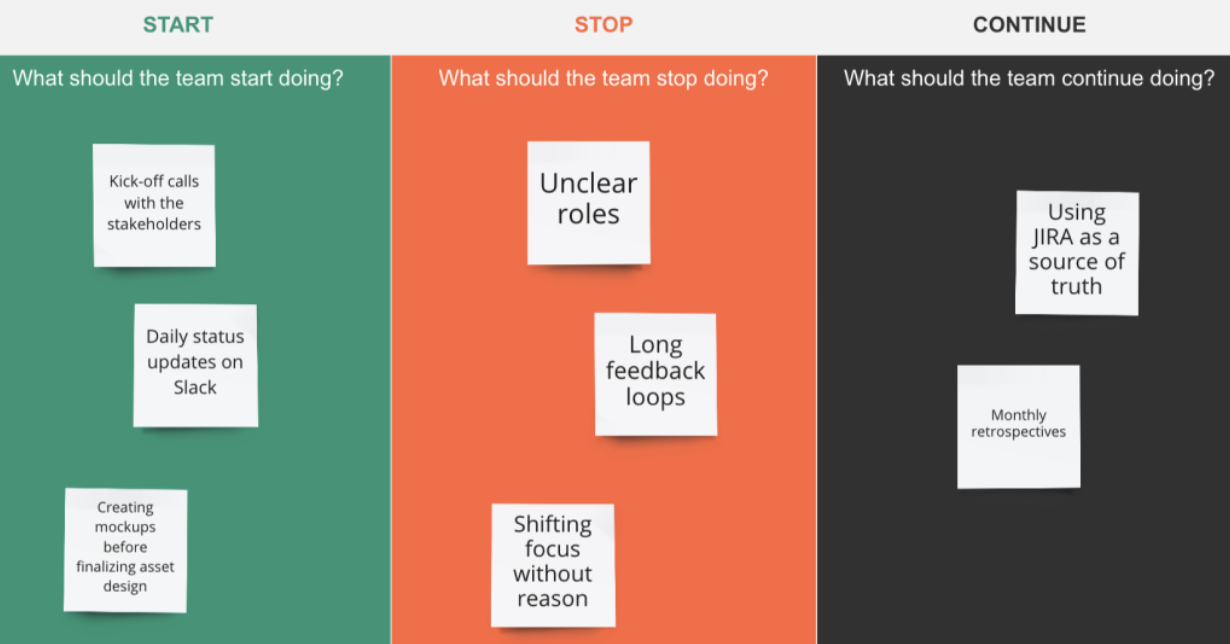 START
STOP
CONTINUE
What should the team start doing?
What should the team stop doing?
What should the team continue doing?
Kick-off calls
with the
stakeholders
Daily status
updates on
Slack
Creating
mockups
before
finalizing asset
design
Unclear
roles
Long
feedback
loops
Shifting
focus
without
reason
Using
JIRA as a
source of
truth
Monthly
retrospectives